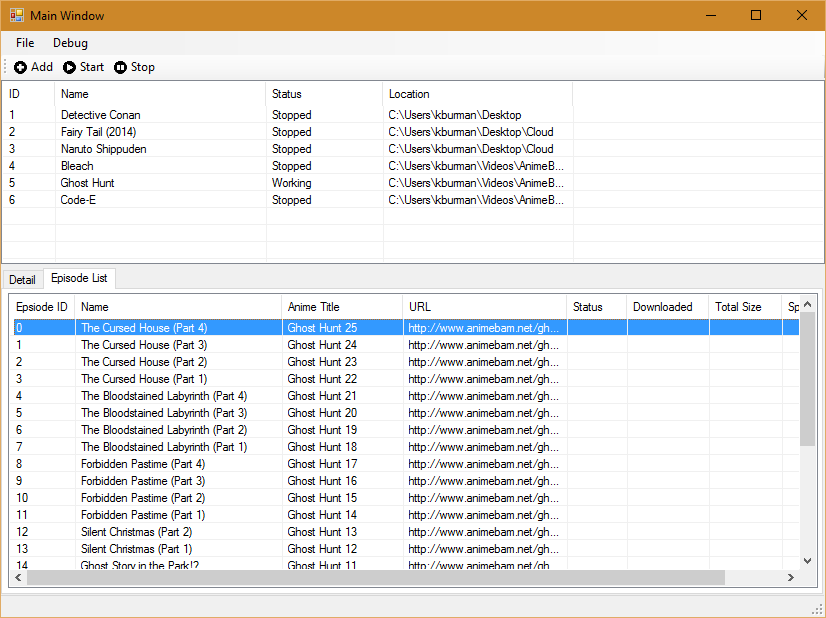 Main Window
File Debug
Add Start Stop
ID Name Status Location
1 Detective Conan Stopped C:\Users\kburman\Desktop
2 Fairy Tail (2014) Stopped C:\Users\kburman\Desktop\Cloud
3 Naruto Shippuden Stopped C:\Users\kburman\Desktop\Cloud
4 Bleach Stopped C:\Users\kburman\Videos\AnimeB...
5 Ghost Hunt Working C:\Users\kburman\Videos\AnimeB...
6 Code-E Stopped C:\Users\kburman\Videos\AnimeB...
Detail Episode List
Epsiode ID Name Anime Title URL Status Downloaded Total Size Sp
0 The Cursed House (Part 4) Ghost Hunt 25 http://www.animebam.net/gh...
1 The Cursed House (Part 3) Ghost Hunt 24 http://www.animebam.net/gh...
2 The Cursed House (Part 2) Ghost Hunt 23 http://www.animebam.net/gh...
3 The Cursed House (Part 1) Ghost Hunt 22 http://www.animebam.net/gh...
4 The Bloodstained Labyrinth (Part 4) Ghost Hunt 21 http://www.animebam.net/gh...
5 The Bloodstained Labyrinth (Part 3) Ghost Hunt 20 http://www.animebam.net/gh...
6 The Bloodstained Labyrinth (Part 2) Ghost Hunt 19 http://www.animebam.net/gh...
7 The Bloodstained Labyrinth (Part 1) Ghost Hunt 18 http://www.animebam.net/gh...
8 Forbidden Pastime (Part 4) Ghost Hunt 17 http://www.animebam.net/gh...
9 Forbidden Pastime (Part 3) Ghost Hunt 16 http://www.animebam.net/gh...
10 Forbidden Pastime (Part 2) Ghost Hunt 15 http://www.animebam.net/gh...
11 Forbidden Pastime (Part 1) Ghost Hunt 14 http://www.animebam.net/gh...
12 Silent Christmas (Part 2) Ghost Hunt 13 http://www.animebam.net/gh...
13 Silent Christmas (Part 1) Ghost Hunt 12 http://www.animebam.net/gh...
14 Ghost Story in the Park!? Ghost Hunt 11 http://www.animebam.net/gh...